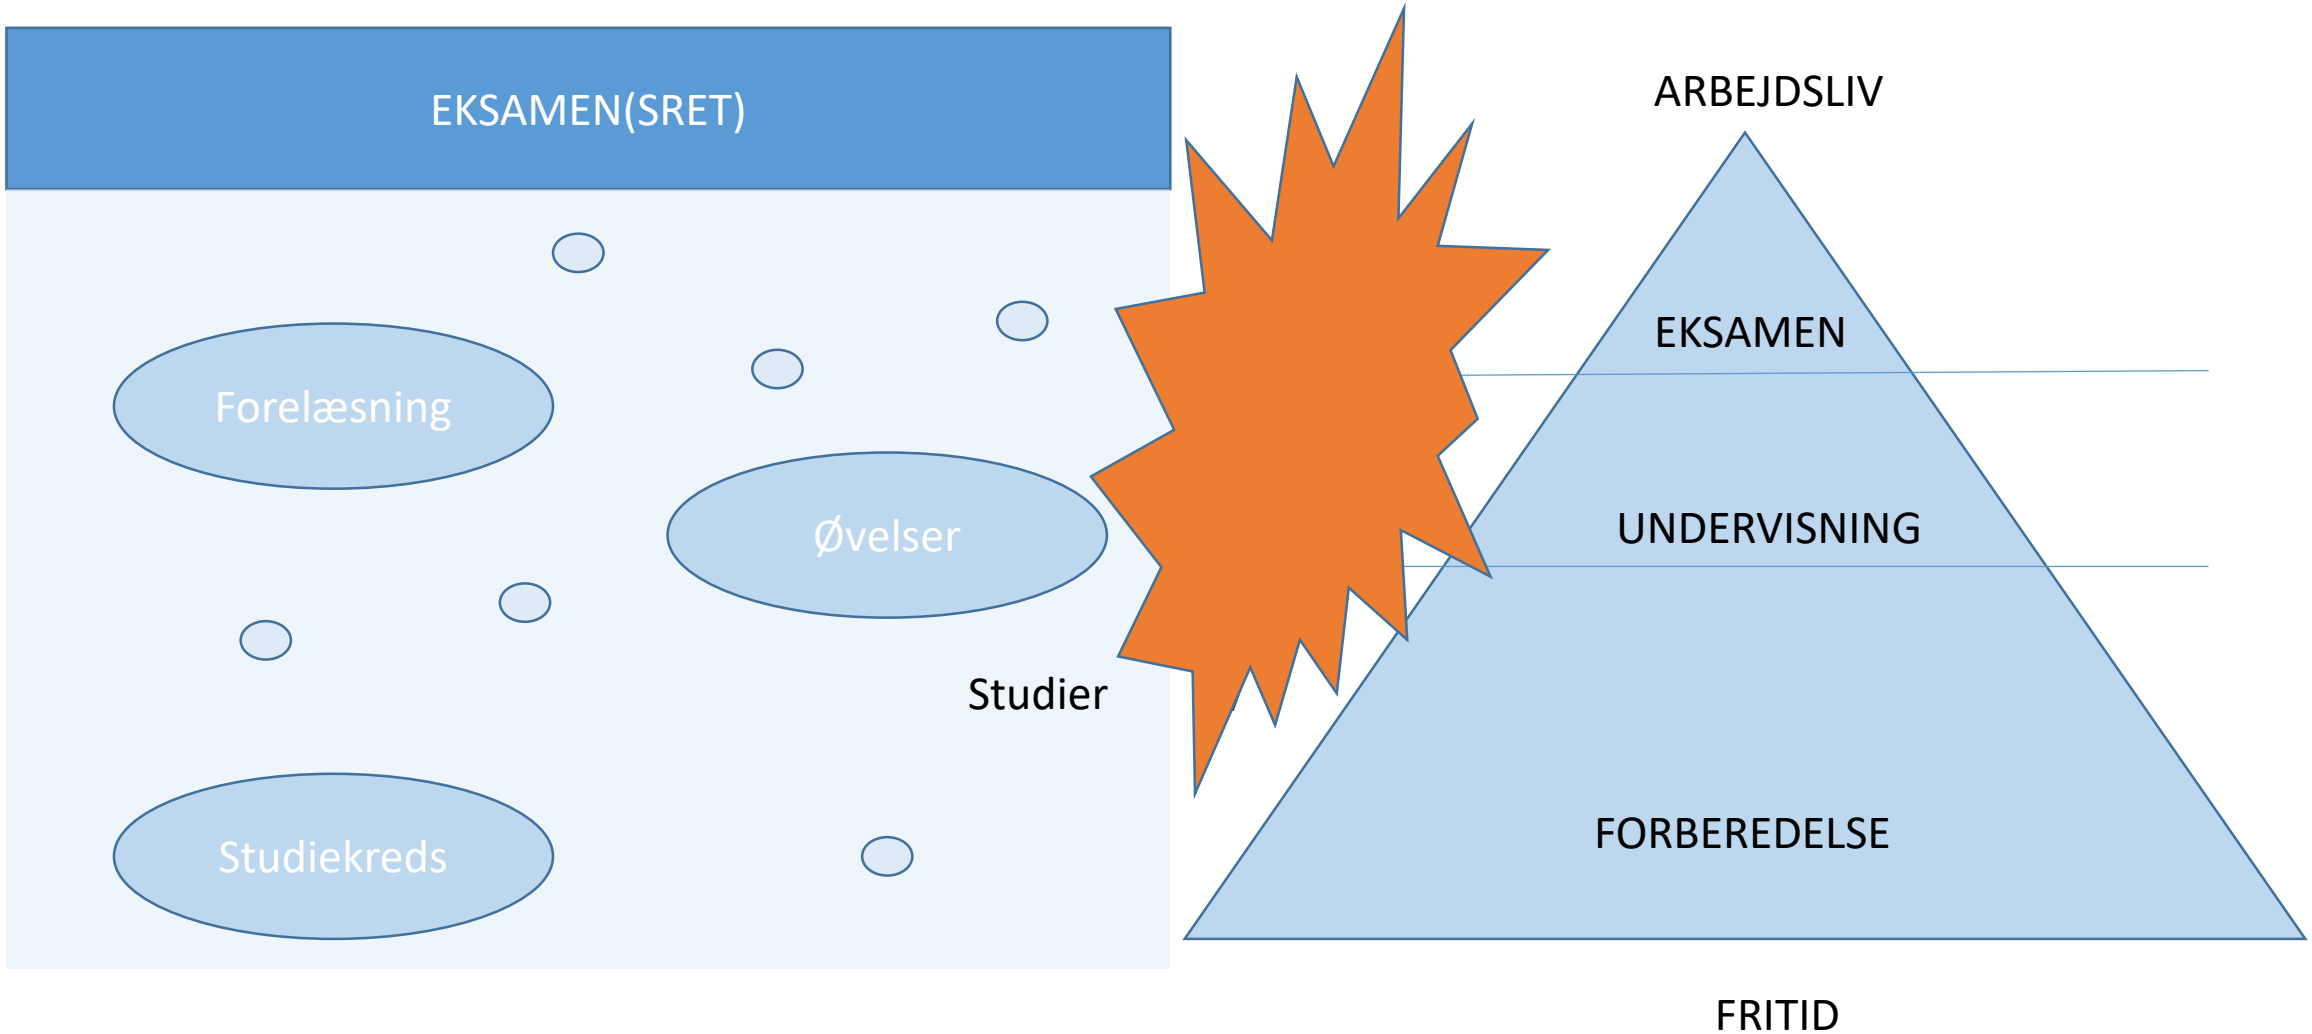 EKSAMEN(SRET)
Forelæsning
Øvelser
Studier
Studiekreds
ARBEJDSLIV
EKSAMEN
UNDERVISNING
FORBEREDELSE
FRITID